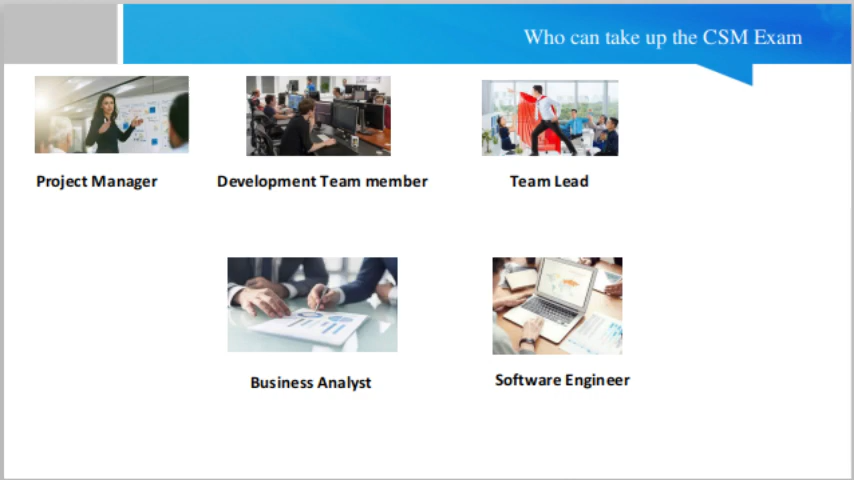 Who can take up the CSM Exam
Project Manager
Development Team member
Team Lead
Business Analyst
Software Engineer